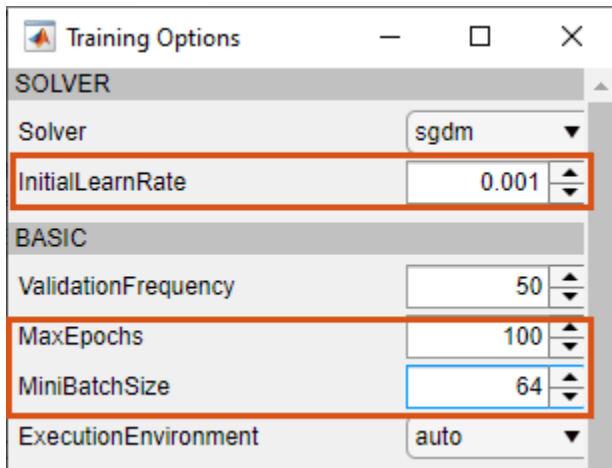 Training Options
SOLVER
Solver sgdm
InitialLearnRate 0.001
BASIC
ValidationFrequency 50
MaxEpochs 100
MiniBatchSize 64
ExecutionEnvironment auto